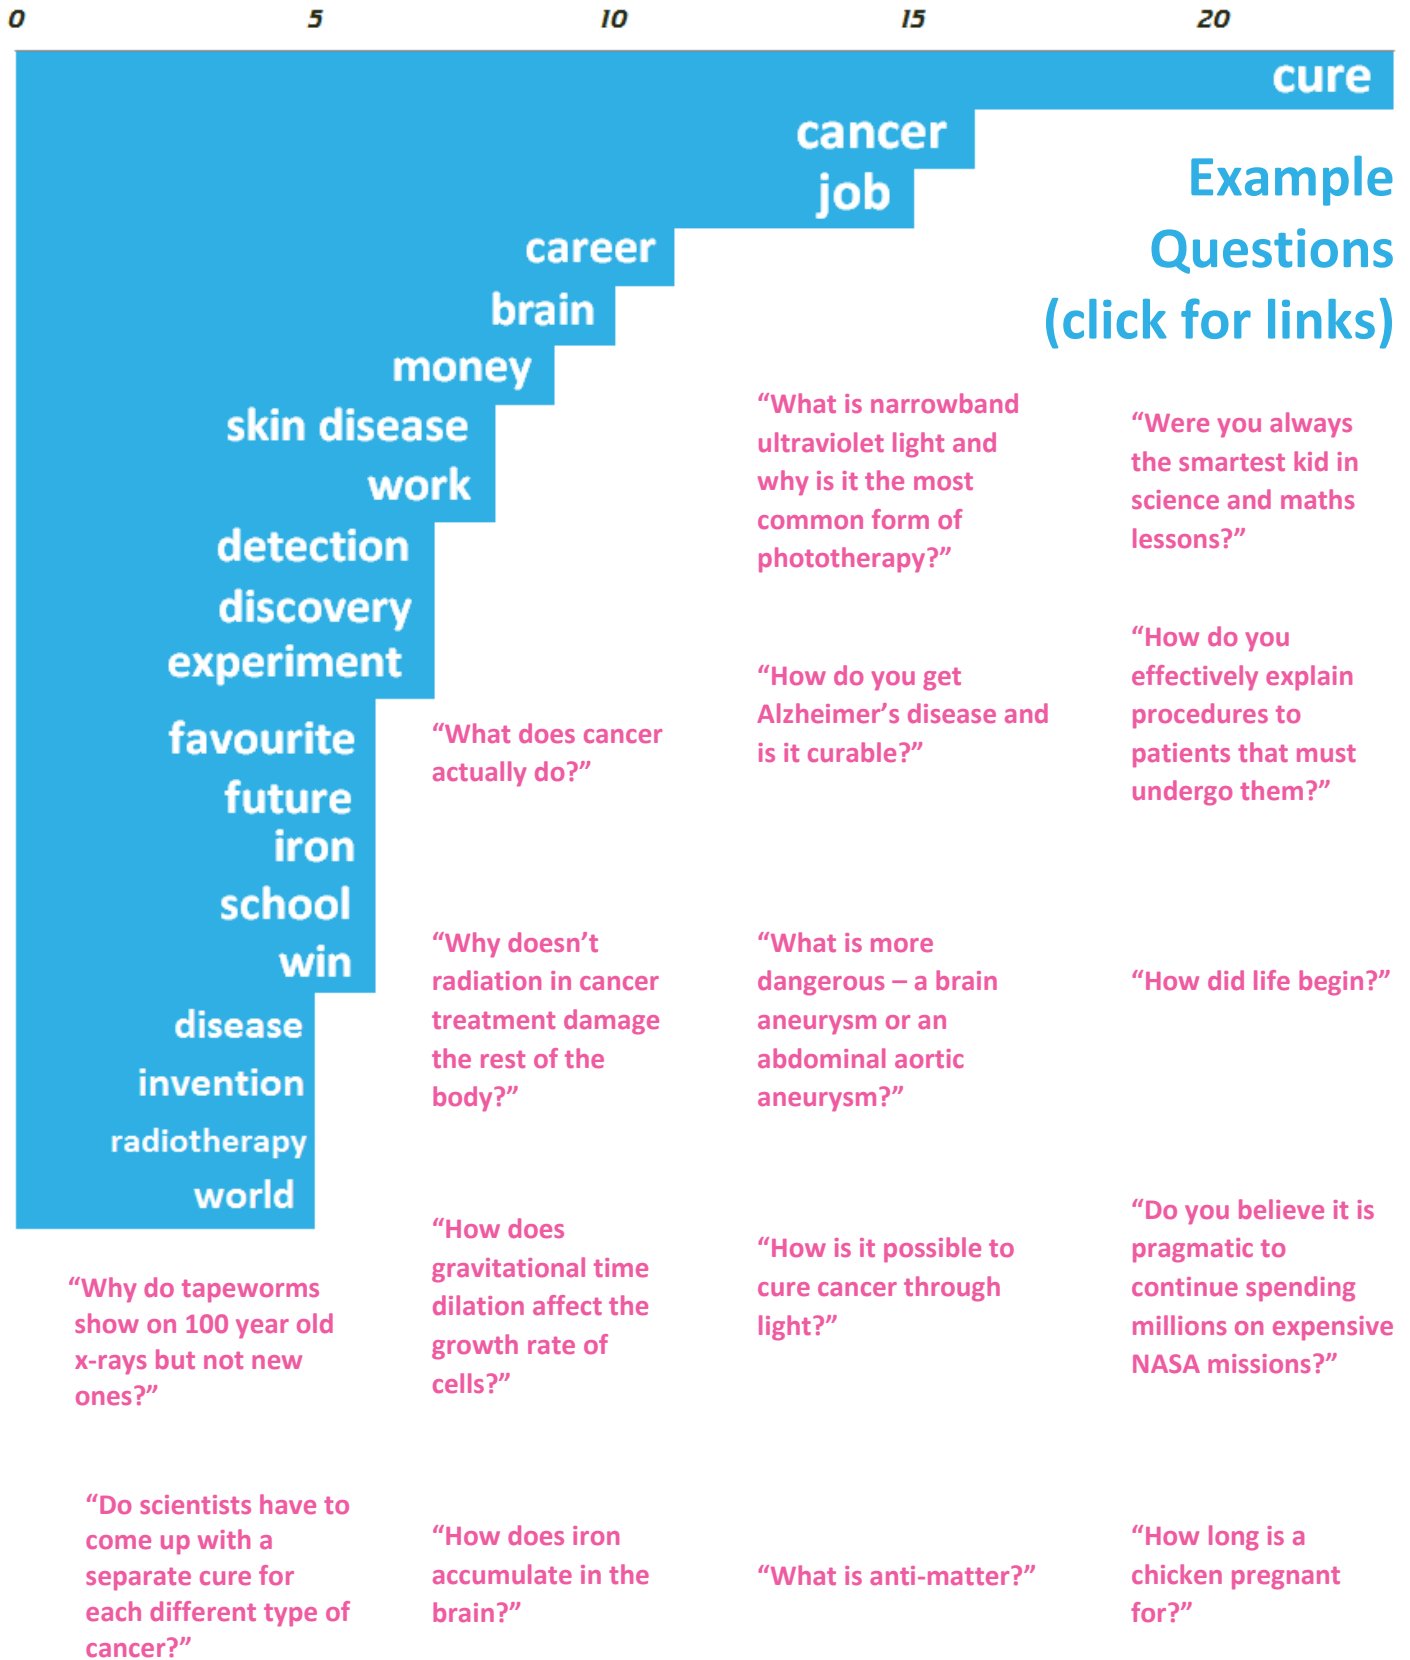 0 5 10 15 20
cure
cancer
job
career
brain
money
skin disease
work
detection
discovery
experiment
favourite
future
iron
school
win
disease
invention
radiotherapy
world
Example
Questions
(click for links)
“What is narrowband
ultraviolet light and
why is it the most
common form of
phototherapy?”
“Were you always
the smartest kid in
science and maths
lessons?”
“What does cancer
actually do?”
“How do you get
Alzheimer’s disease and
is it curable?”
“How do you
effectively explain
procedures to
patients that must
undergo them?”
“Why doesn’t
radiation in cancer
treatment damage
the rest of the
body?”
“What is more
dangerous – a brain
aneurysm or an
abdominal aortic
aneurysm?”
“How did life begin?”
“Why do tapeworms
show on 100 year old
x-rays but not new
ones?”
“How does
gravitational time
dilation affect the
growth rate of
cells?”
“How is it possible to
cure cancer through
light?”
“Do you believe it is
pragmatic to
continue spending
millions on expensive
NASA missions?”
“Do scientists have to
come up with a
separate cure for
each different type of
cancer?”
“How does iron
accumulate in the
brain?”
“What is anti-matter?”
“How long is a
chicken pregnant
for?”